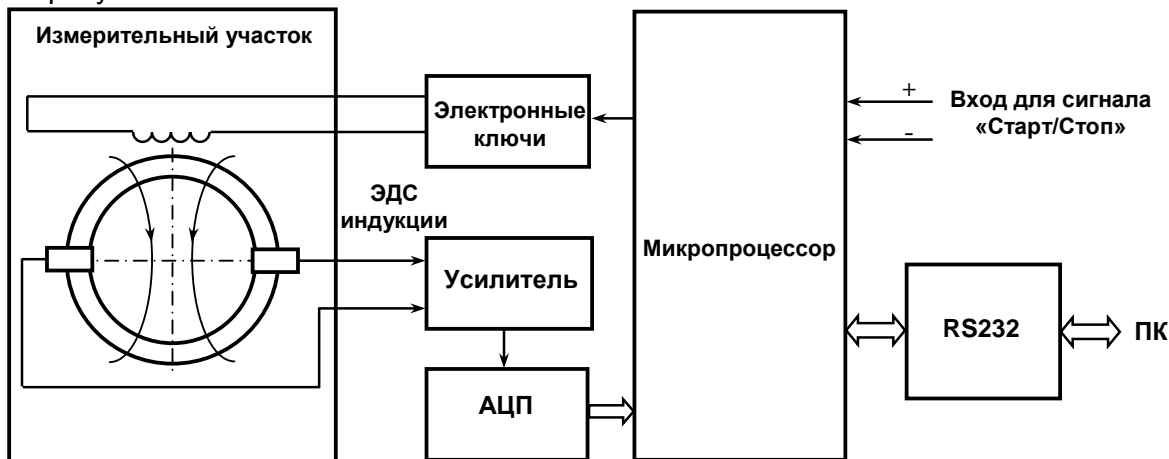 Измерительный участок
Электронные
ключи
+
-
Вход для сигнала
«Старт/Стоп»
ЭДС
индукции
Усилитель
Микропроцессор
RS232
ПК
АЦП